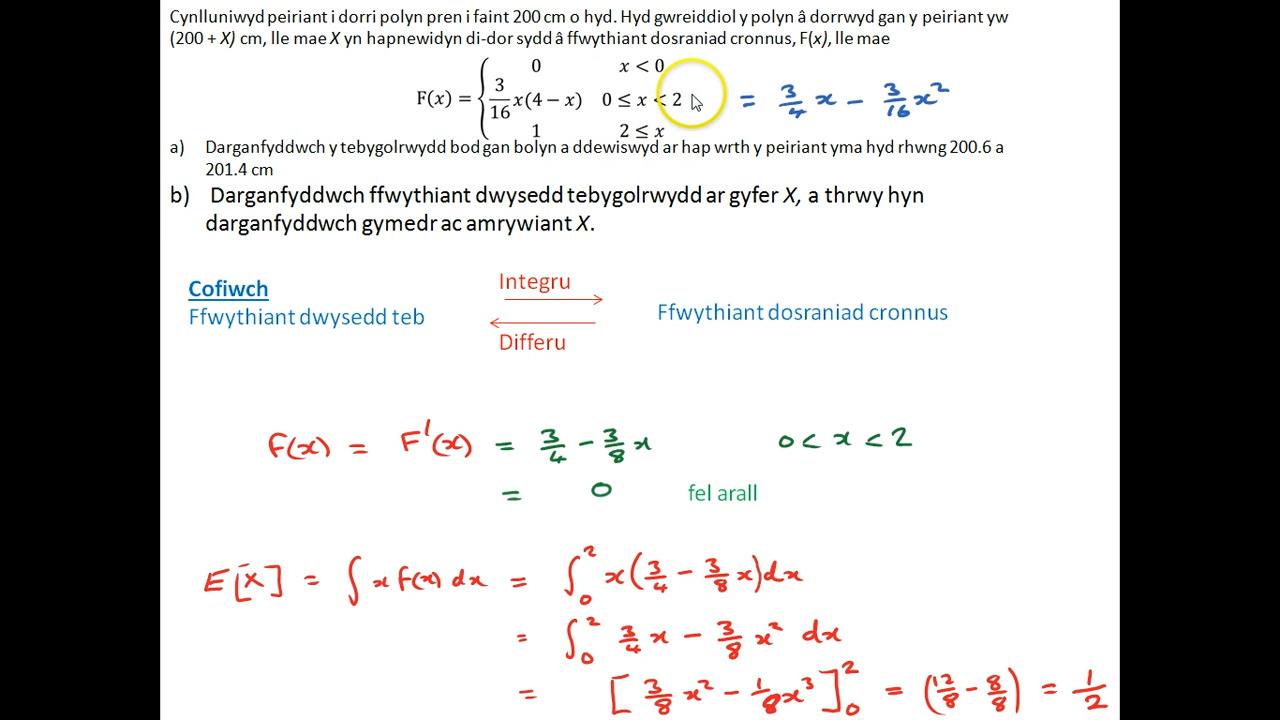 Cynlluniwyd peiriant i dorri polyn pren i faint 200 cm o hyd. Hyd gwreiddiol y polyn â dorrwyd gan y peiriant yw
(200 + X) cm, lle mae X yn hapnewidyn di-dor sydd â ffwythiant dosraniad cronnus, F(x), lle mae
0 x < 0
F(x) = { 3/16 x(4 − x) 0 ≤ x < 2 = 3/4 x − 3/16 x²
1 2 ≤ x
a) Darganfyddwch y tebygolrwydd bod gan bolyn a ddewiswyd ar hap wrth y peiriant yma hyd rhwng 200.6 a
201.4 cm
b) Darganfyddwch ffwythiant dwysedd tebygolrwydd ar gyfer X, a thrwy hyn
darganfyddwch gymedr ac amrywiant X.
Integru
Cofiwch
Ffwythiant dwysedd teb
Ffwythiant dosraniad cronnus
Differu
f(x) = F'(x) = 3/4 − 3/8 x 0 < x < 2
= 0 fel arall
E[X] = ∫ x f(x) dx = ∫₀² x(3/4 − 3/8 x) dx
= ∫₀² 3/4 x − 3/8 x² dx
= [3/8 x² − 1/8 x³]₀² = (12/8 − 8/8) = 1/2